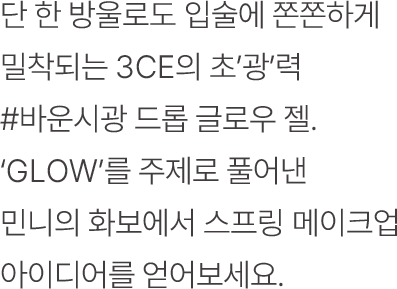 단 한 방울로도 입술에 쫀쫀하게
밀착되는 3CE의 초’광’력
#바운시광 드롭 글로우 젤.
‘GLOW’를 주제로 풀어낸
민니의 화보에서 스프링 메이크업
아이디어를 얻어보세요.